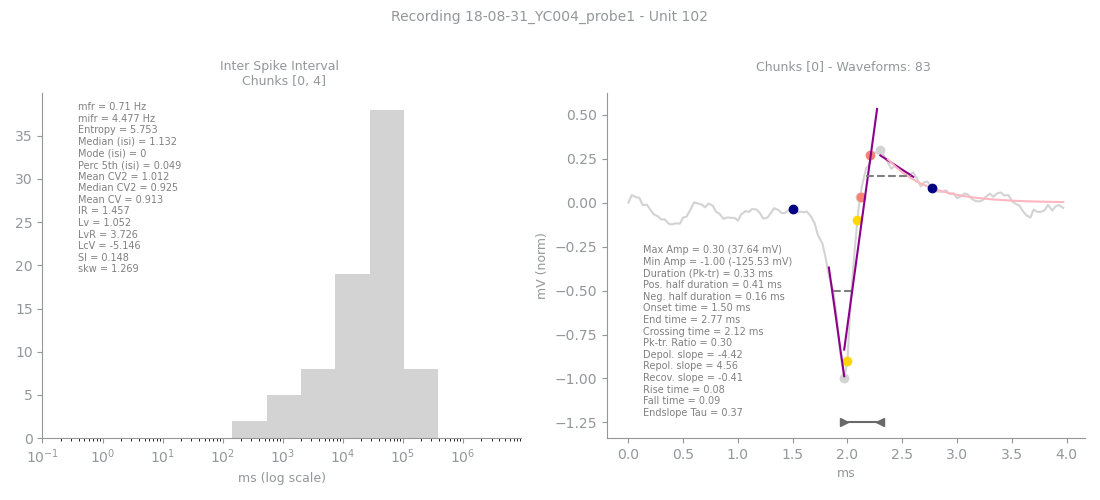 Recording 18-08-31_YC004_probe1 - Unit 102
Inter Spike Interval
Chunks [0, 4]
mfr = 0.71 Hz
mifr = 4.477 Hz
Entropy = 5.753
Median (isi) = 1.132
Mode (isi) = 0
Perc 5th (isi) = 0.049
Mean CV2 = 1.012
Median CV2 = 0.925
Mean CV = 0.913
IR = 1.457
Lv = 1.052
LvR = 3.726
LcV = -5.146
SI = 0.148
skw = 1.269
35
30
25
20
15
10
5
0
10⁻¹ 10⁰ 10¹ 10² 10³ 10⁴ 10⁵ 10⁶
ms (log scale)
Chunks [0] - Waveforms: 83
mV (norm)
0.50
0.25
0.00
−0.25
−0.50
−0.75
−1.00
−1.25
Max Amp = 0.30 (37.64 mV)
Min Amp = -1.00 (-125.53 mV)
Duration (Pk-tr) = 0.33 ms
Pos. half duration = 0.41 ms
Neg. half duration = 0.16 ms
Onset time = 1.50 ms
End time = 2.77 ms
Crossing time = 2.12 ms
Pk-tr. Ratio = 0.30
Depol. slope = -4.42
Repol. slope = 4.56
Recov. slope = -0.41
Rise time = 0.08
Fall time = 0.09
Endslope Tau = 0.37
0.0 0.5 1.0 1.5 2.0 2.5 3.0 3.5 4.0
ms